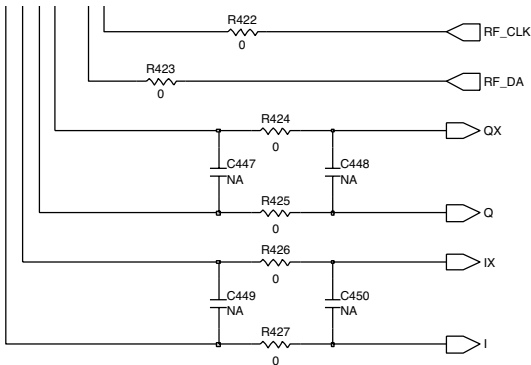 R422
RF_CLK
0
R423
RF_DA
0
R424
QX
0
C447
C448
NA
NA
R425
Q
0
R426
IX
0
C449
C450
NA
NA
R427
I
0